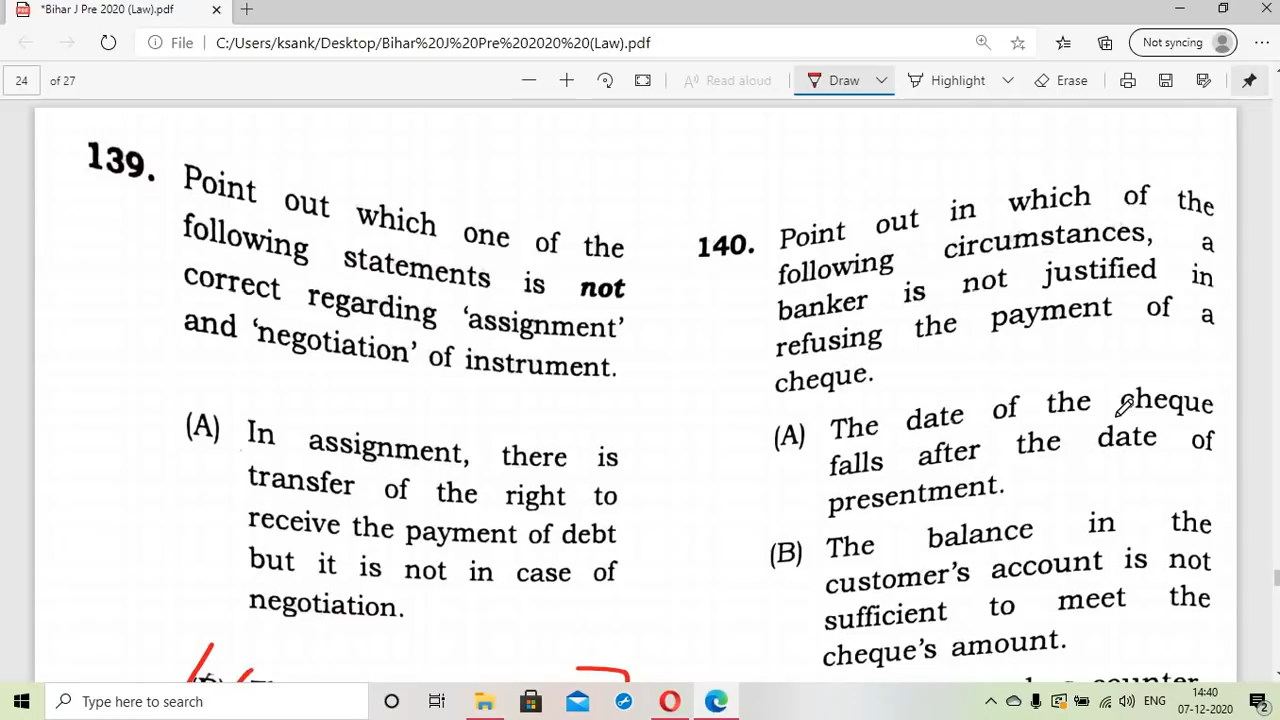 *Bihar J Pre 2020 (Law).pdf
File C:/Users/ksank/Desktop/Bihar%20J%20Pre%202020%20(Law).pdf
Not syncing
24 of 27
Read aloud
Draw
Highlight
Erase
139. Point out which one of the
following statements is not
correct regarding 'assignment'
and 'negotiation' of instrument.
(A) In assignment, there is
transfer of the right to
receive the payment of debt
but it is not in case of
negotiation.
140. Point out in which of the
following circumstances, a
banker is not justified in
refusing the payment of a
cheque.
(A) The date of the cheque
falls after the date of
presentment.
(B) The balance in the
customer's account is not
sufficient to meet the
cheque's amount.
counter
Type here to search
ENG
14:40
07-12-2020
2